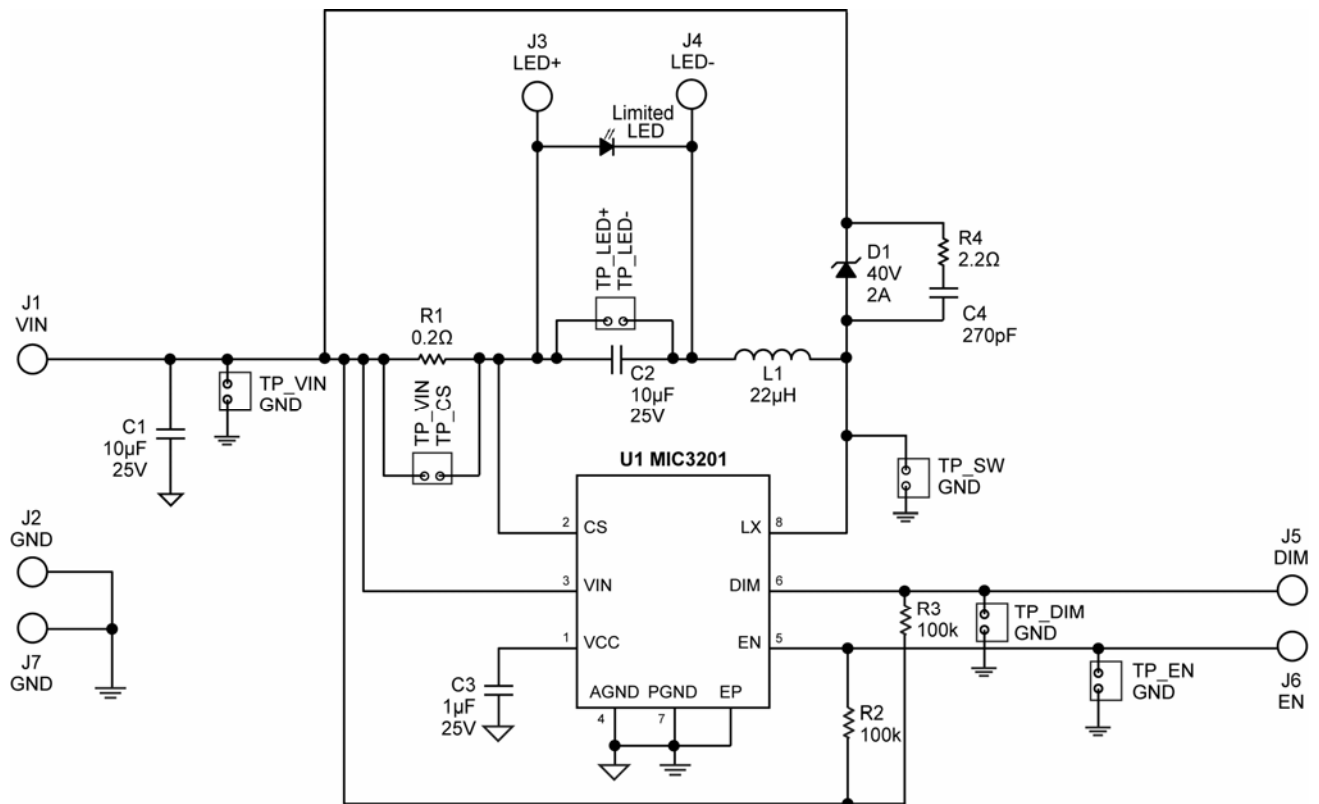 J3
LED+
J4
LED-
Limited
LED
TP_LED+
TP_LED-
D1
40V
2A
R4
2.2Ω
C4
270pF
J1
VIN
R1
0.2Ω
C2
10µF
25V
L1
22µH
TP_VIN
GND
C1
10µF
25V
TP_VIN
TP_CS
U1 MIC3201
TP_SW
GND
2
CS
LX
8
3
VIN
DIM
6
1
VCC
EN
5
AGND
PGND
EP
4
7
J2
GND
J7
GND
C3
1µF
25V
R3
100k
TP_DIM
GND
J5
DIM
R2
100k
TP_EN
GND
J6
EN